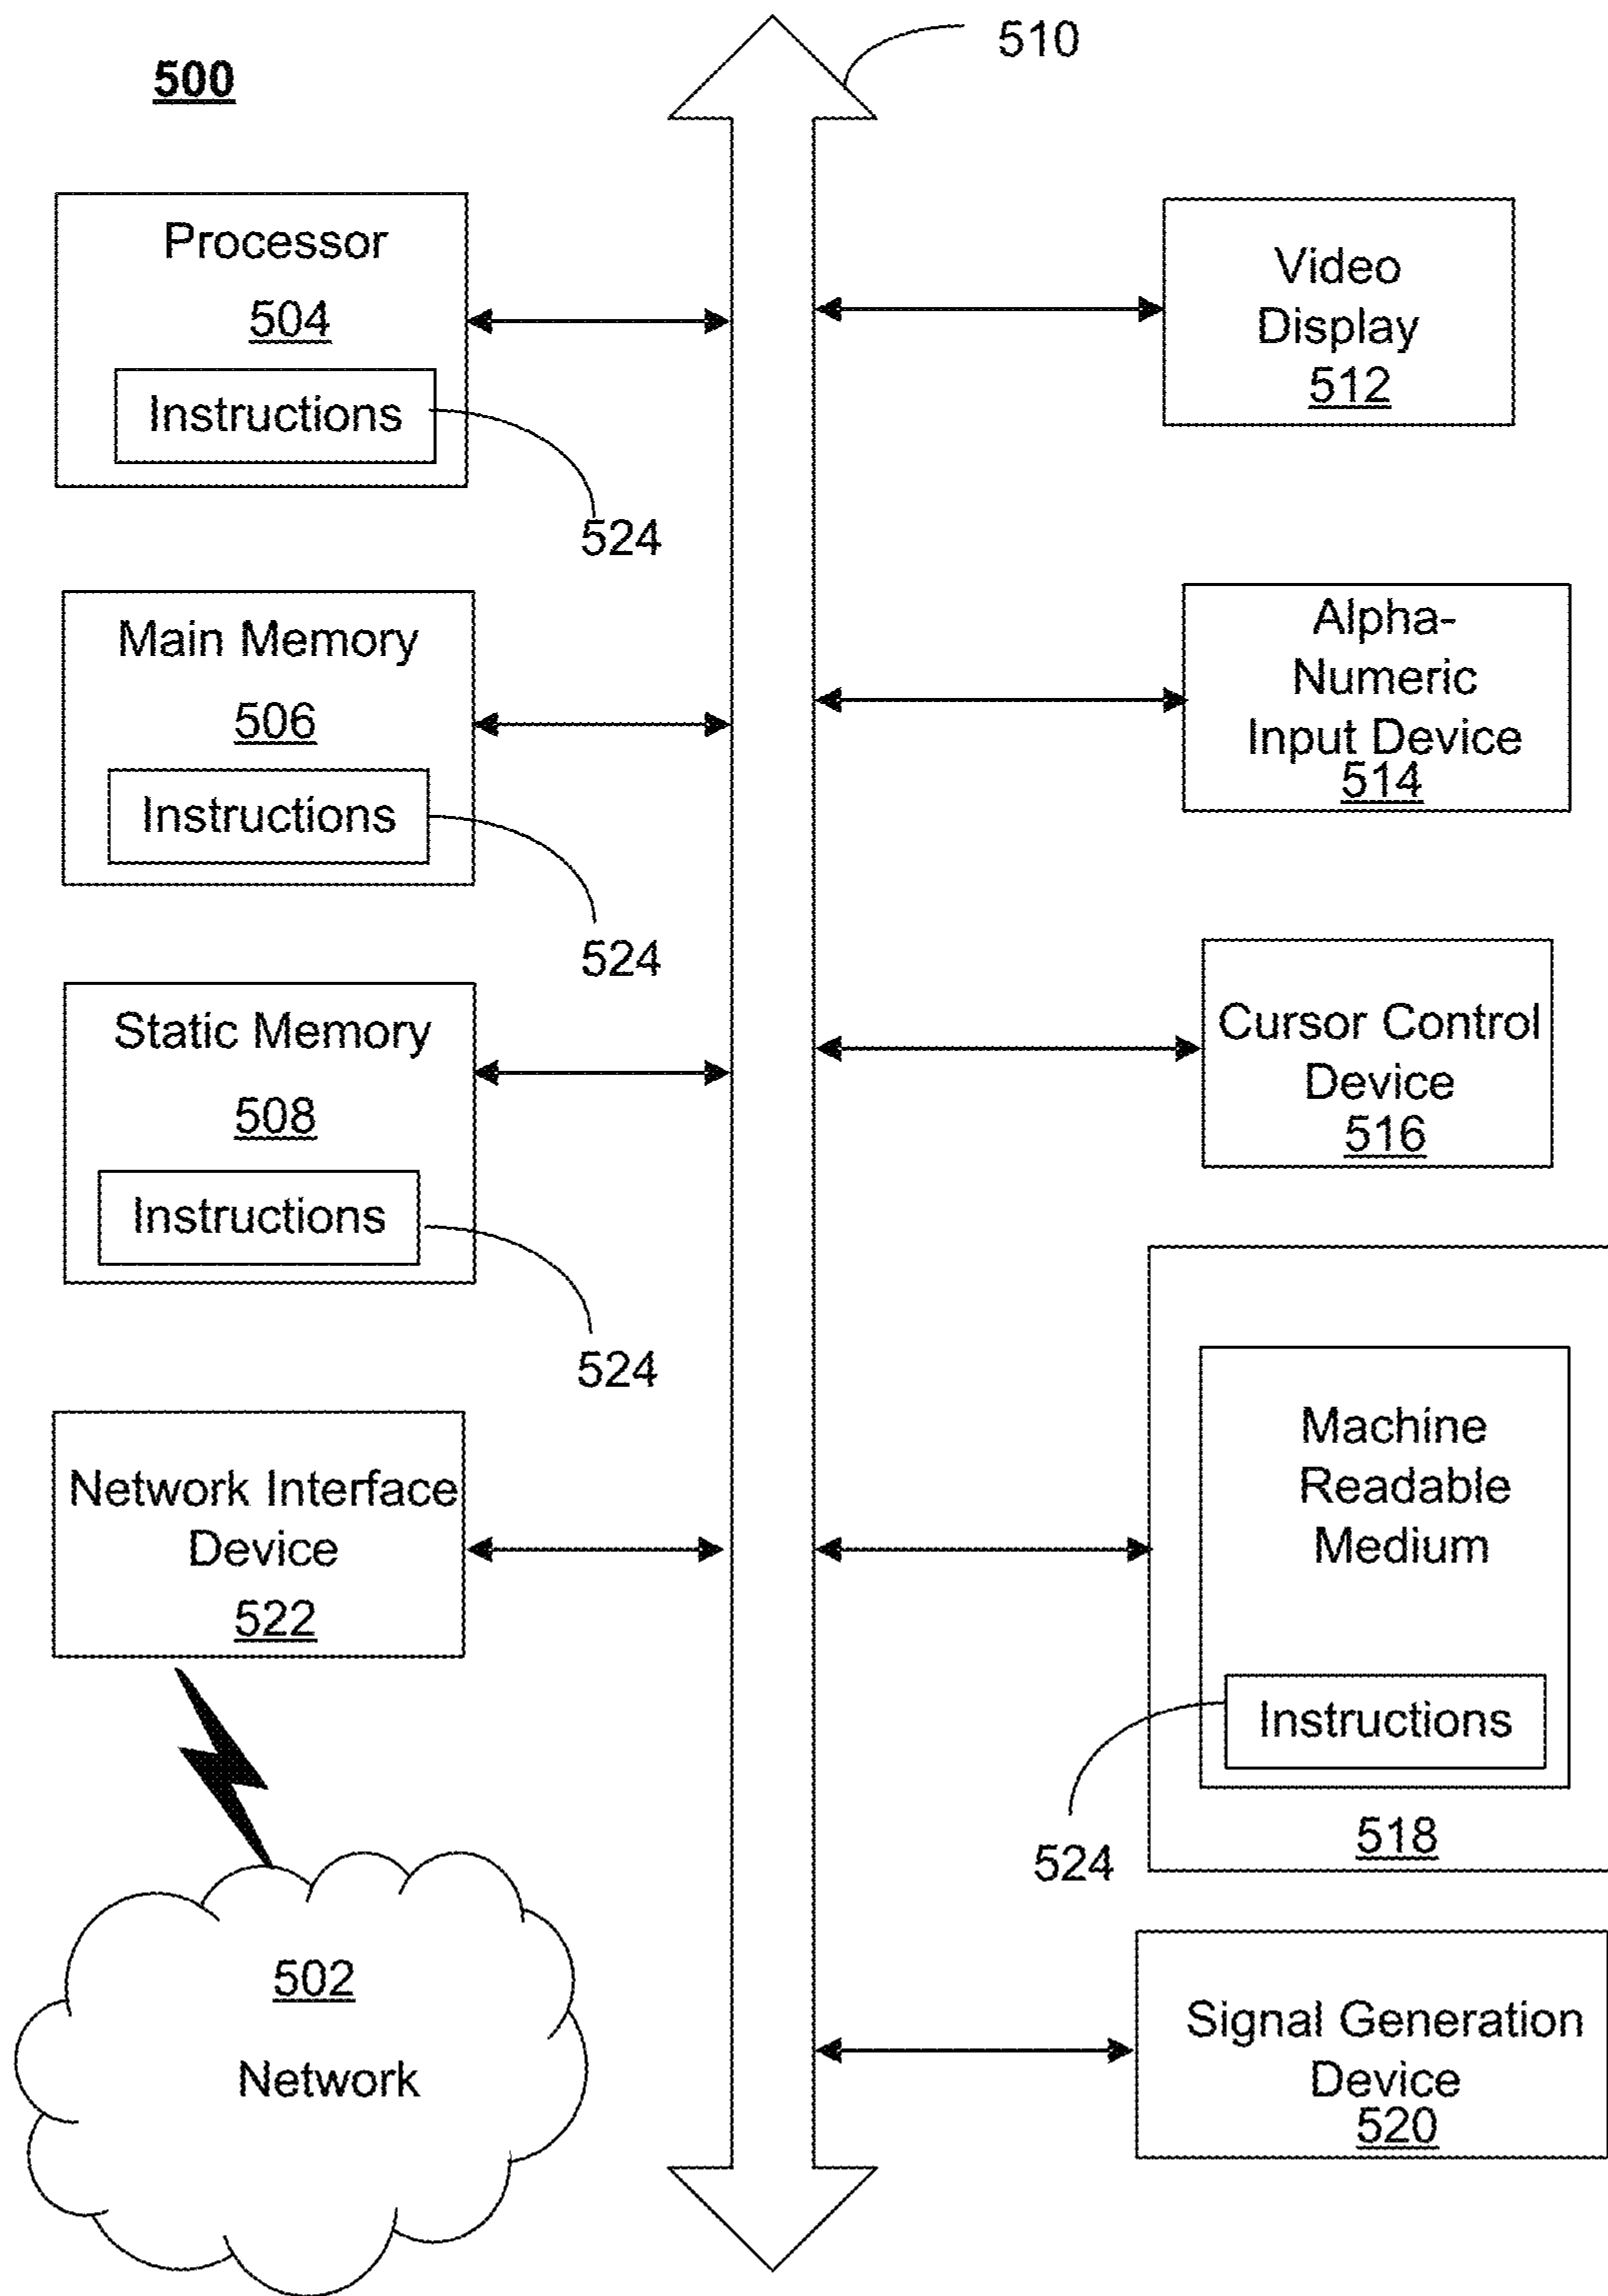 500
510
Processor
504
Instructions
524
Main Memory
506
Instructions
524
Static Memory
508
Instructions
524
Network Interface
Device
522
502
Network
Video
Display
512
Alpha-
Numeric
Input Device
514
Cursor Control
Device
516
Machine
Readable
Medium
Instructions
524
518
Signal Generation
Device
520